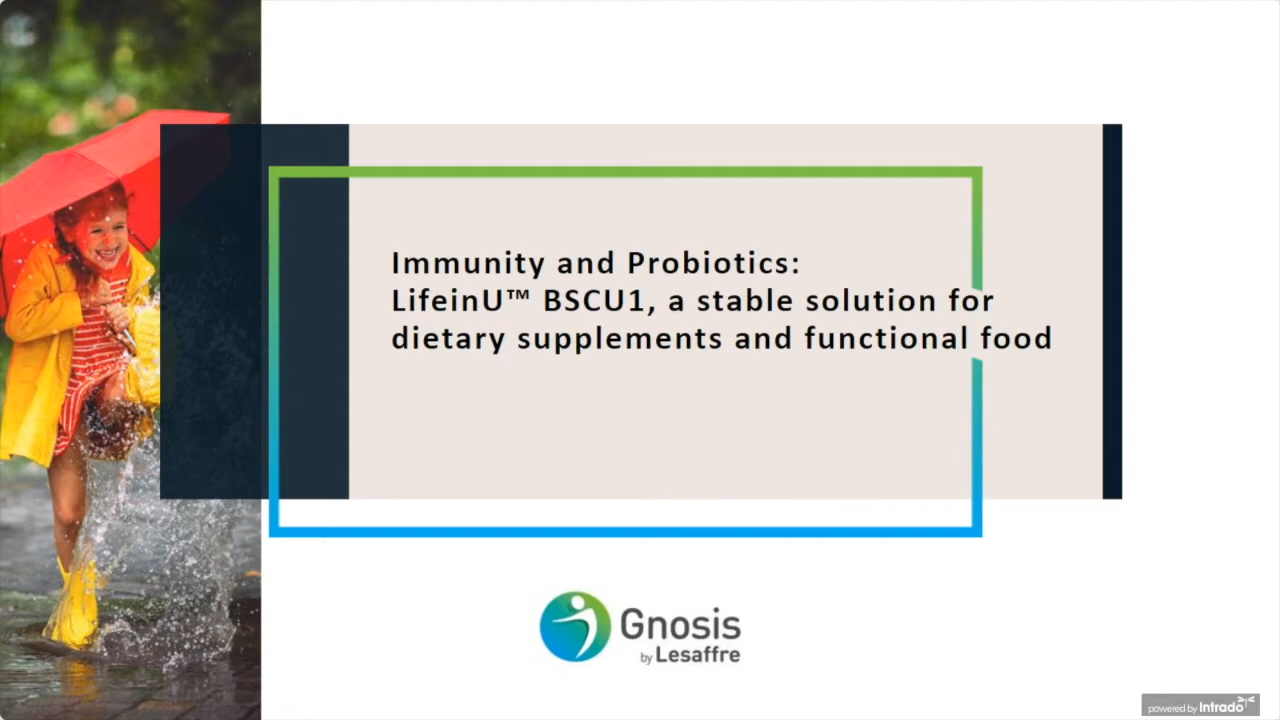 Immunity and Probiotics:
LifeinU™ BSCU1, a stable solution for
dietary supplements and functional food
Gnosis
by Lesaffre
powered by Intrado